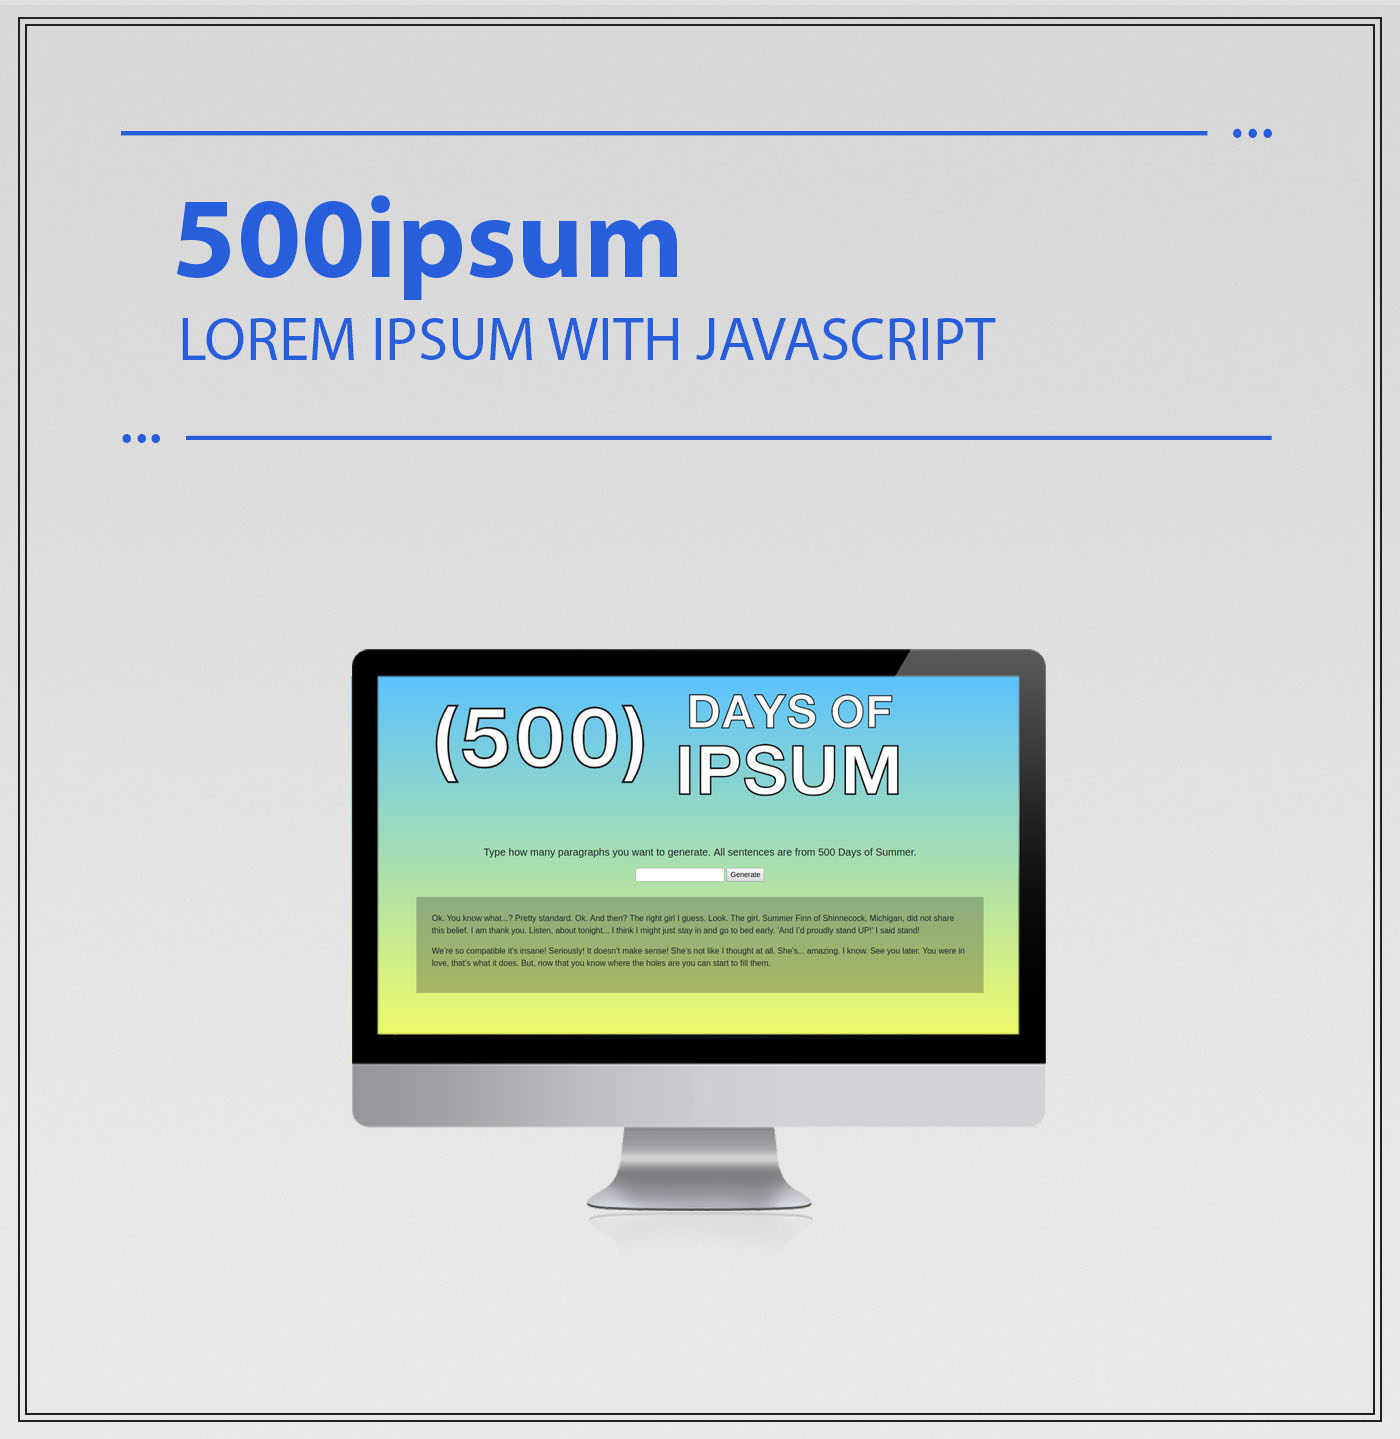 500ipsum
LOREM IPSUM WITH JAVASCRIPT
(500) DAYS OF
IPSUM
Type how many paragraphs you want to generate. All sentences are from 500 Days of Summer.
Generate
Ok. You know what...? Pretty standard. Ok. And then? The right girl I guess. Look. The girl, Summer Finn of Shinnecock, Michigan, did not share
this belief. I am thank you. Listen, about tonight... I think I might just stay in and go to bed early. 'And I'd proudly stand UP!' I said stand!
We're so compatible it's insane! Seriously! It doesn't make sense! She's not like I thought at all. She's... amazing. I know. See you later. You were in
love, that's what it does. But, now that you know where the holes are you can start to fill them.